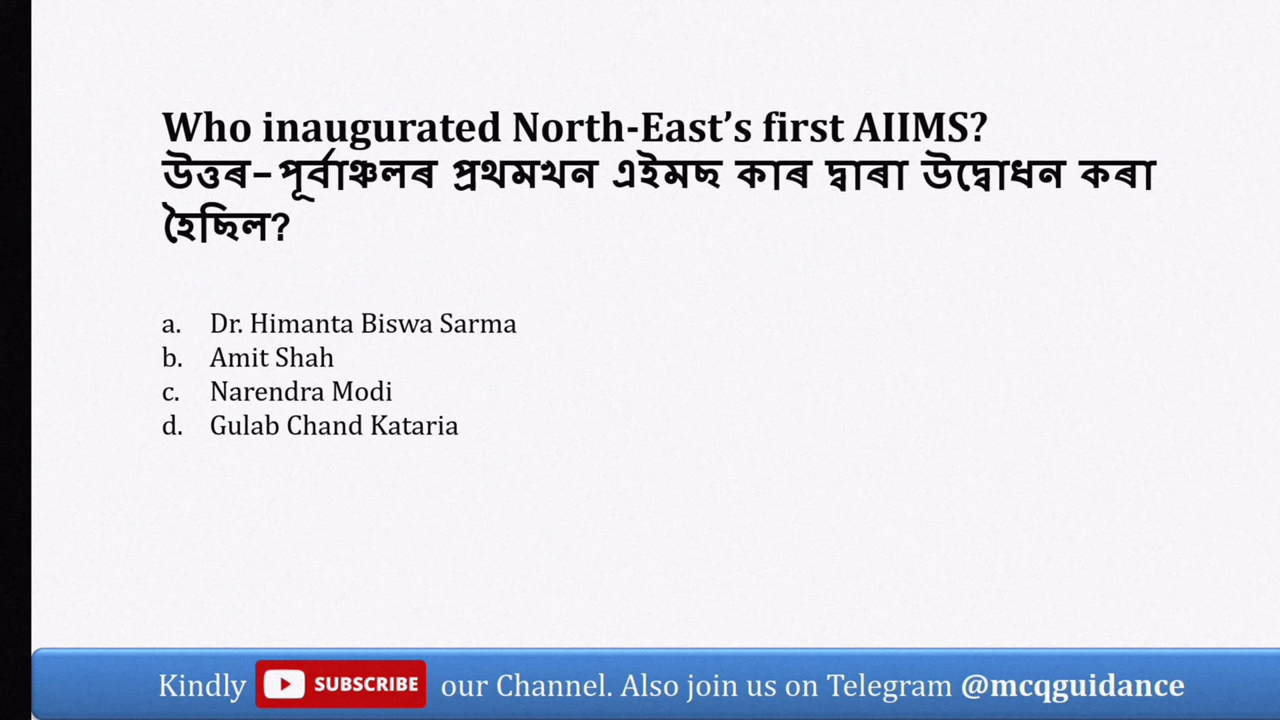 Who inaugurated North-East’s first AIIMS?
উত্তৰ-পূৰ্বাঞ্চলৰ প্ৰথমখন এইমছ কাৰ দ্বাৰা উদ্বোধন কৰা
হৈছিল?
a. Dr. Himanta Biswa Sarma
b. Amit Shah
c. Narendra Modi
d. Gulab Chand Kataria
Kindly SUBSCRIBE our Channel. Also join us on Telegram @mcqguidance